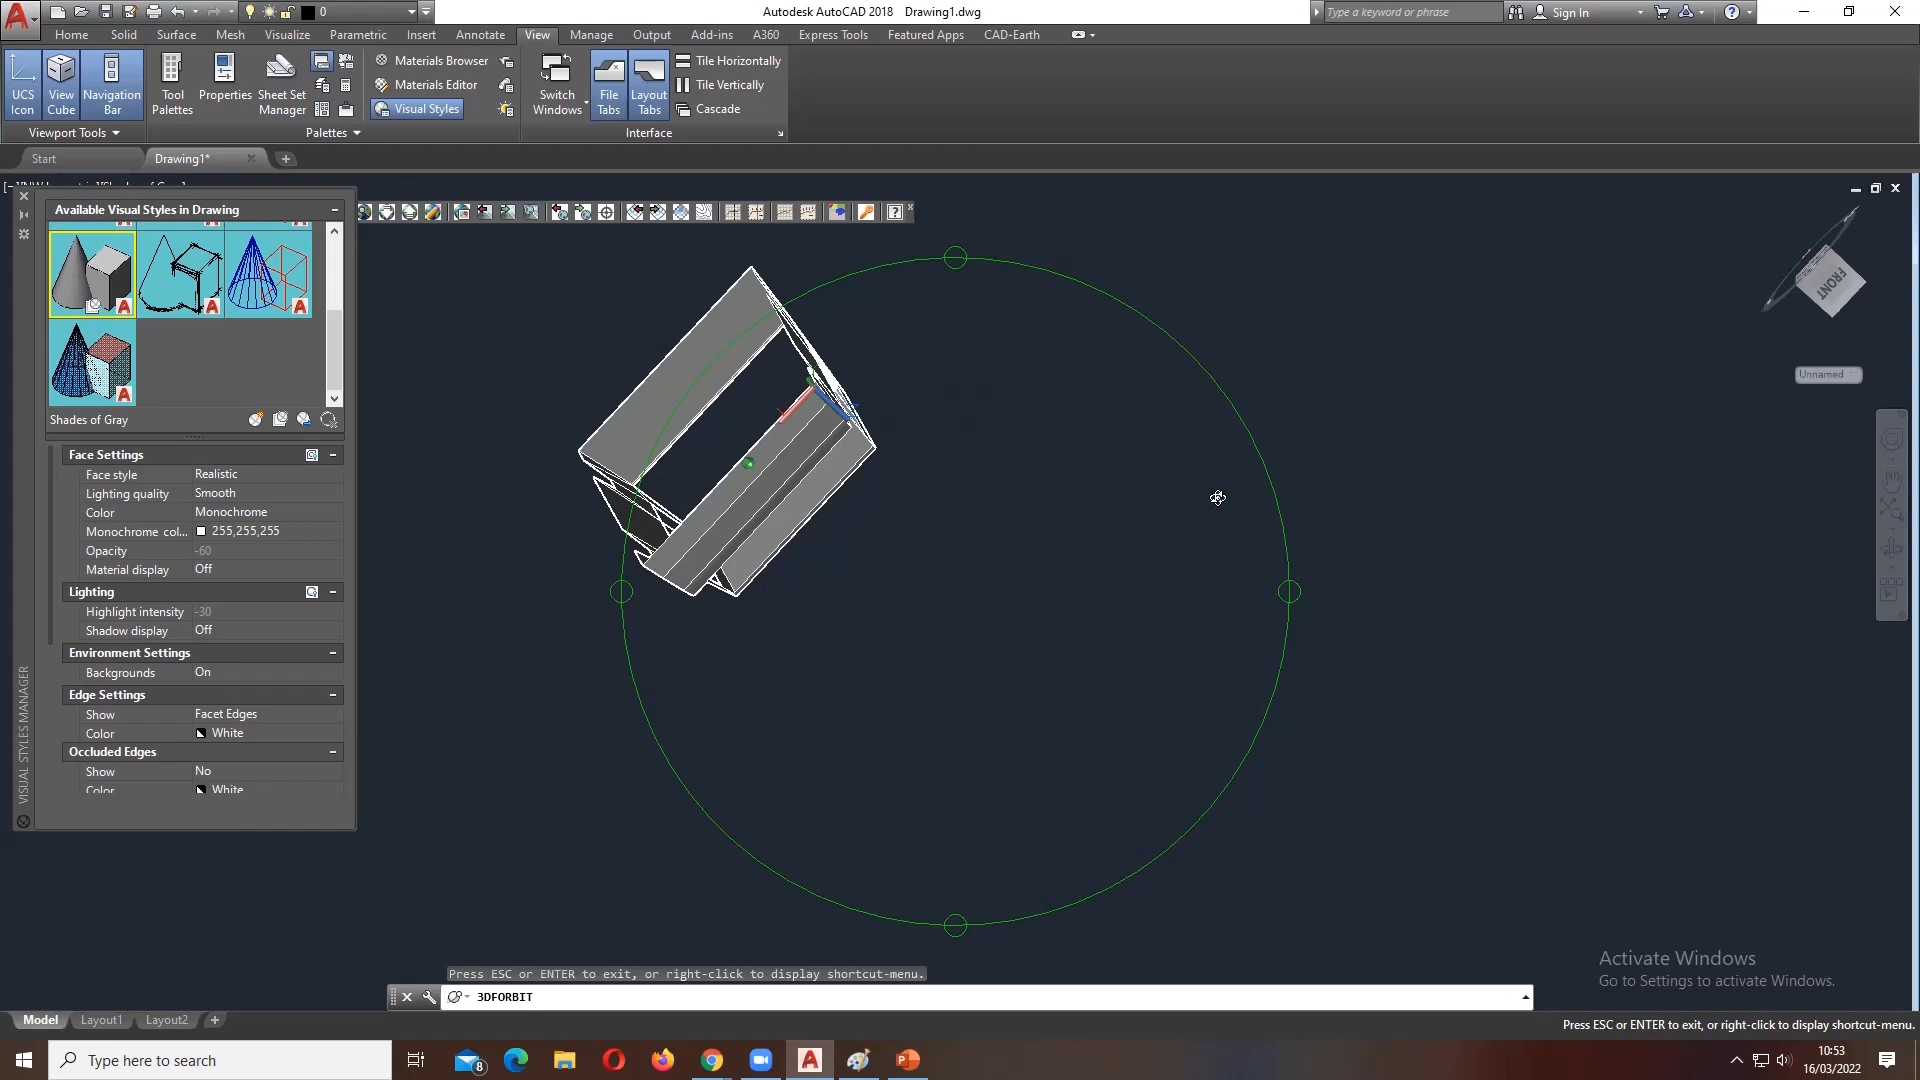 Autodesk AutoCAD 2018 Drawing1.dwg
0
Type a keyword or phrase
Sign In
Home Solid Surface Mesh Visualize Parametric Insert Annotate View Manage Output Add-ins A360 Express Tools Featured Apps CAD-Earth
UCS Icon
View Cube
Navigation Bar
Tool Palettes
Properties
Sheet Set Manager
Materials Browser
Materials Editor
Visual Styles
Switch Windows
File Tabs
Layout Tabs
Tile Horizontally
Tile Vertically
Cascade
Viewport Tools
Palettes
Interface
Start
Drawing1*
Available Visual Styles in Drawing
Shades of Gray
Face Settings
Face style Realistic
Lighting quality Smooth
Color Monochrome
Monochrome col... 255,255,255
Opacity -60
Material display Off
Lighting
Highlight intensity -30
Shadow display Off
Environment Settings
Backgrounds On
Edge Settings
Show Facet Edges
Color White
Occluded Edges
Show No
Color White
VISUAL STYLES MANAGER
FRONT
Unnamed
Activate Windows
Go to Settings to activate Windows.
Press ESC or ENTER to exit, or right-click to display shortcut-menu.
3DFORBIT
Model Layout1 Layout2
Press ESC or ENTER to exit, or right-click to display shortcut-menu.
Type here to search
8
10:53
16/03/2022